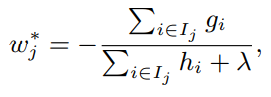 $$w_j^* = -\frac{\sum_{i \in I_j} g_i}{\sum_{i \in I_j} h_i + \lambda},$$